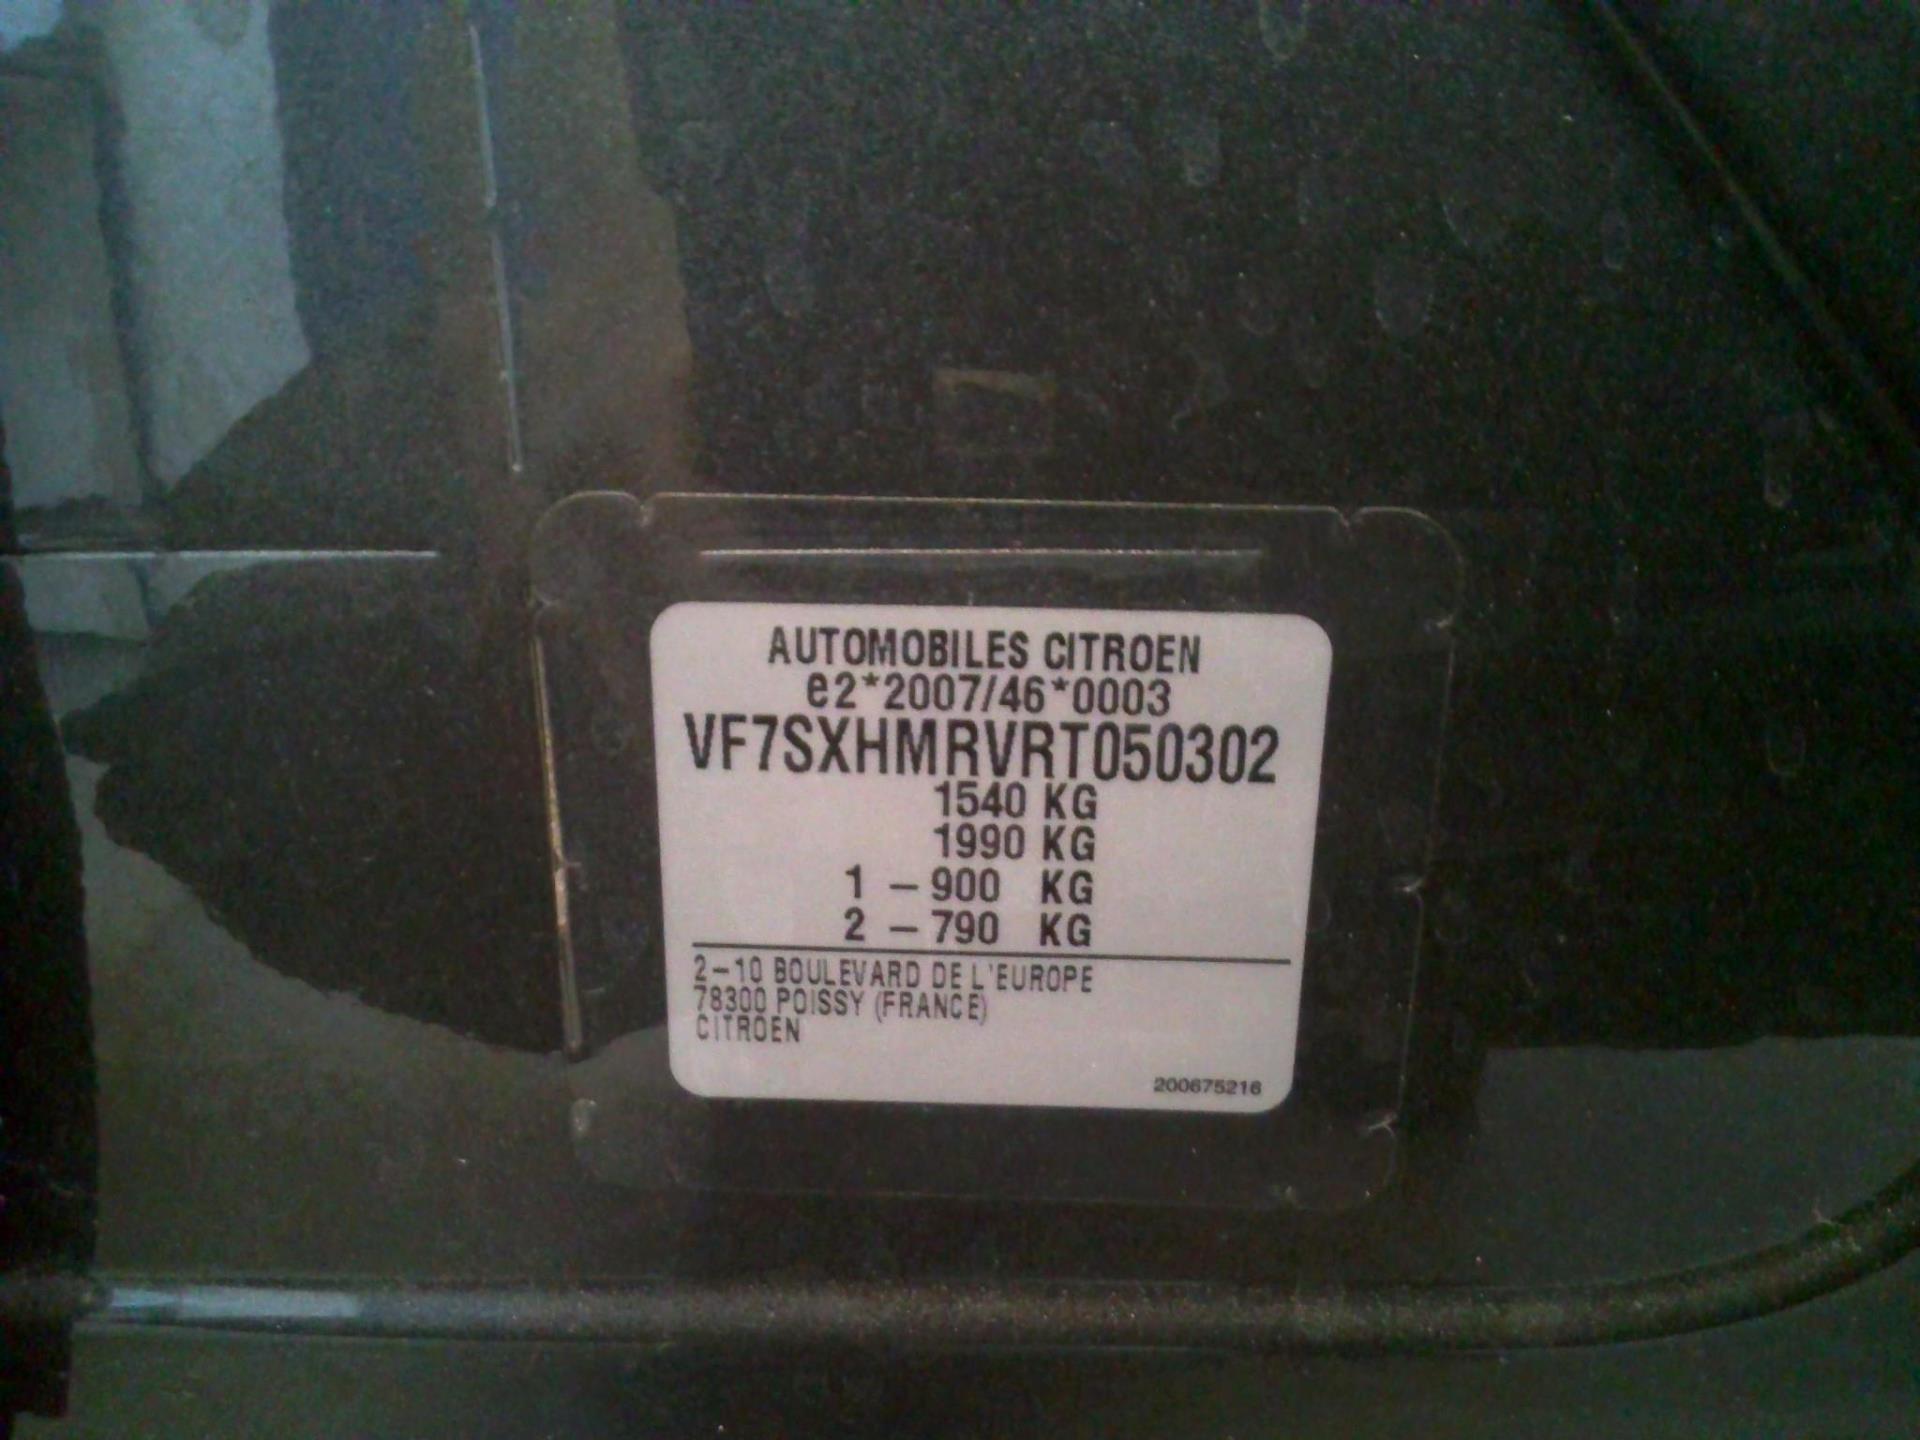 AUTOMOBILES CITROEN
e2*2007/46*0003
VF7SXHMRVRT050302
1540 KG
1990 KG
1 - 900 KG
2 - 790 KG
2-10 BOULEVARD DE L'EUROPE
78300 POISSY (FRANCE)
CITROEN
200675216